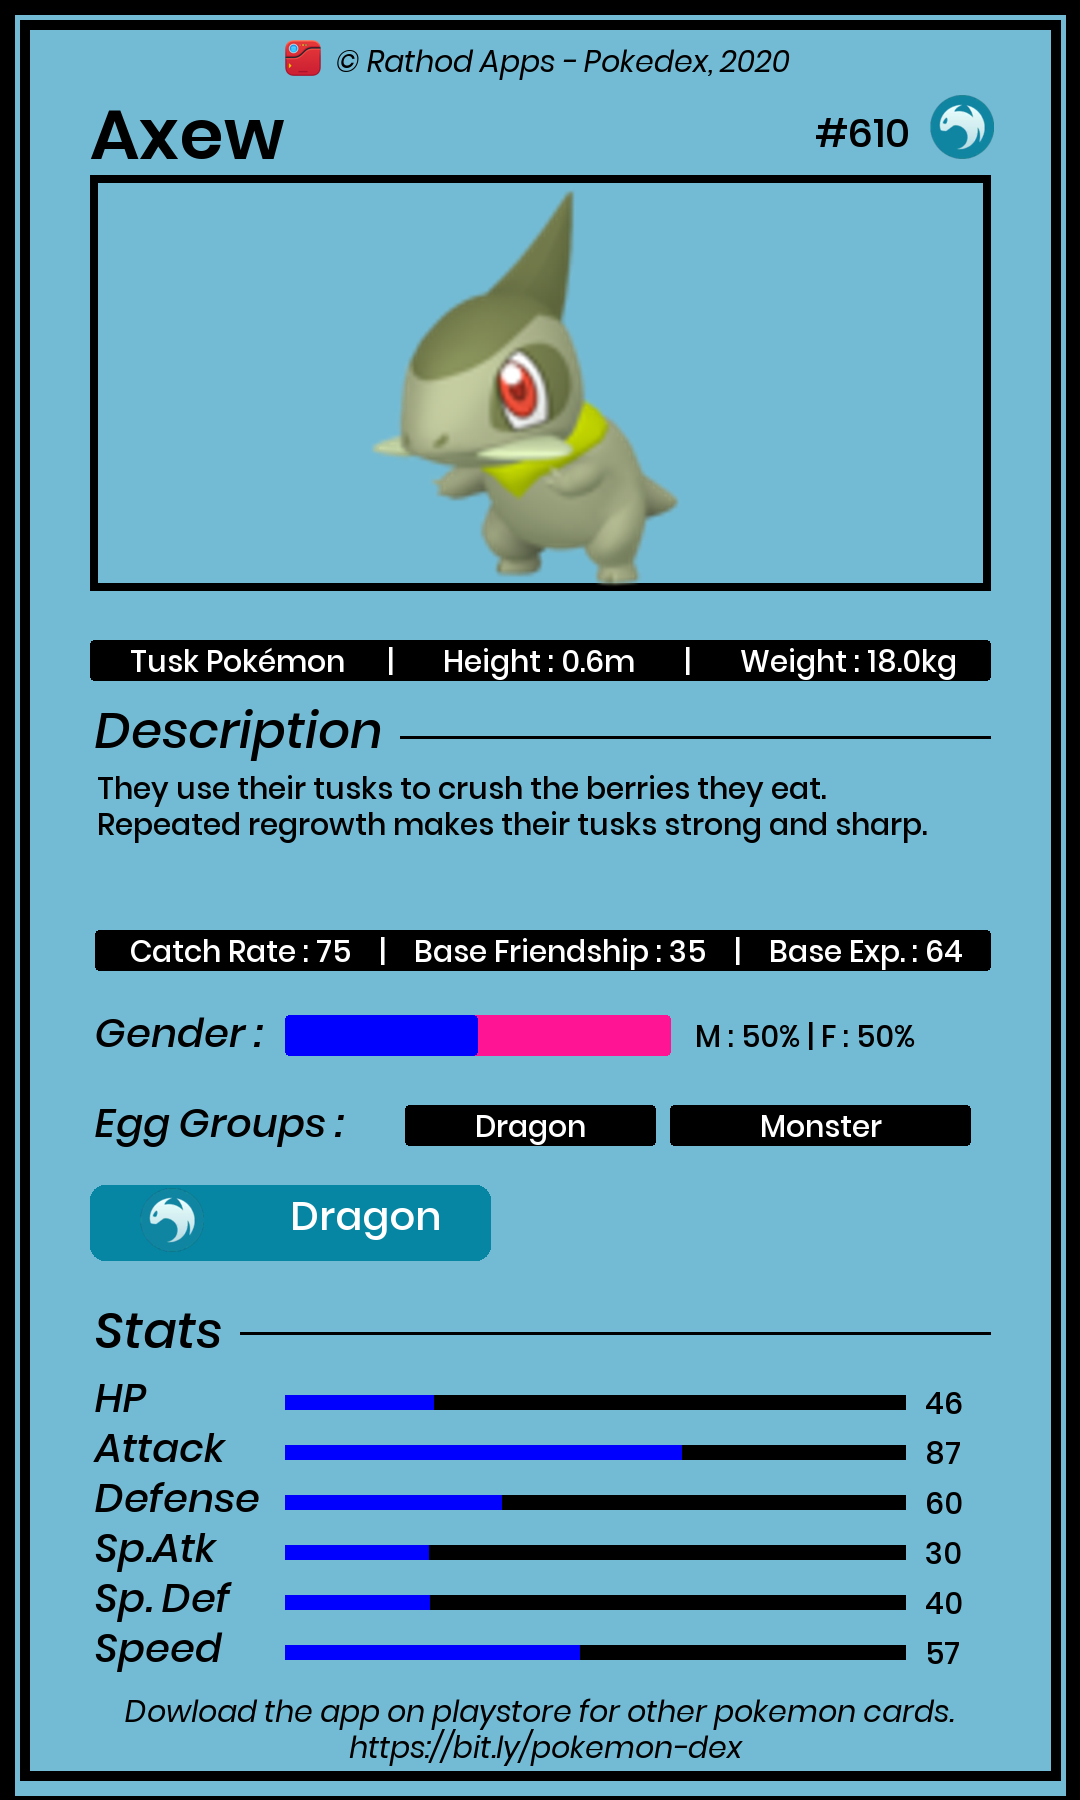 © Rathod Apps - Pokedex, 2020
Axew #610
Tusk Pokémon | Height : 0.6m | Weight : 18.0kg
Description
They use their tusks to crush the berries they eat.
Repeated regrowth makes their tusks strong and sharp.
Catch Rate : 75 | Base Friendship : 35 | Base Exp. : 64
Gender : M : 50% | F : 50%
Egg Groups : Dragon Monster
Dragon
Stats
HP 46
Attack 87
Defense 60
Sp.Atk 30
Sp. Def 40
Speed 57
Dowload the app on playstore for other pokemon cards.
https://bit.ly/pokemon-dex